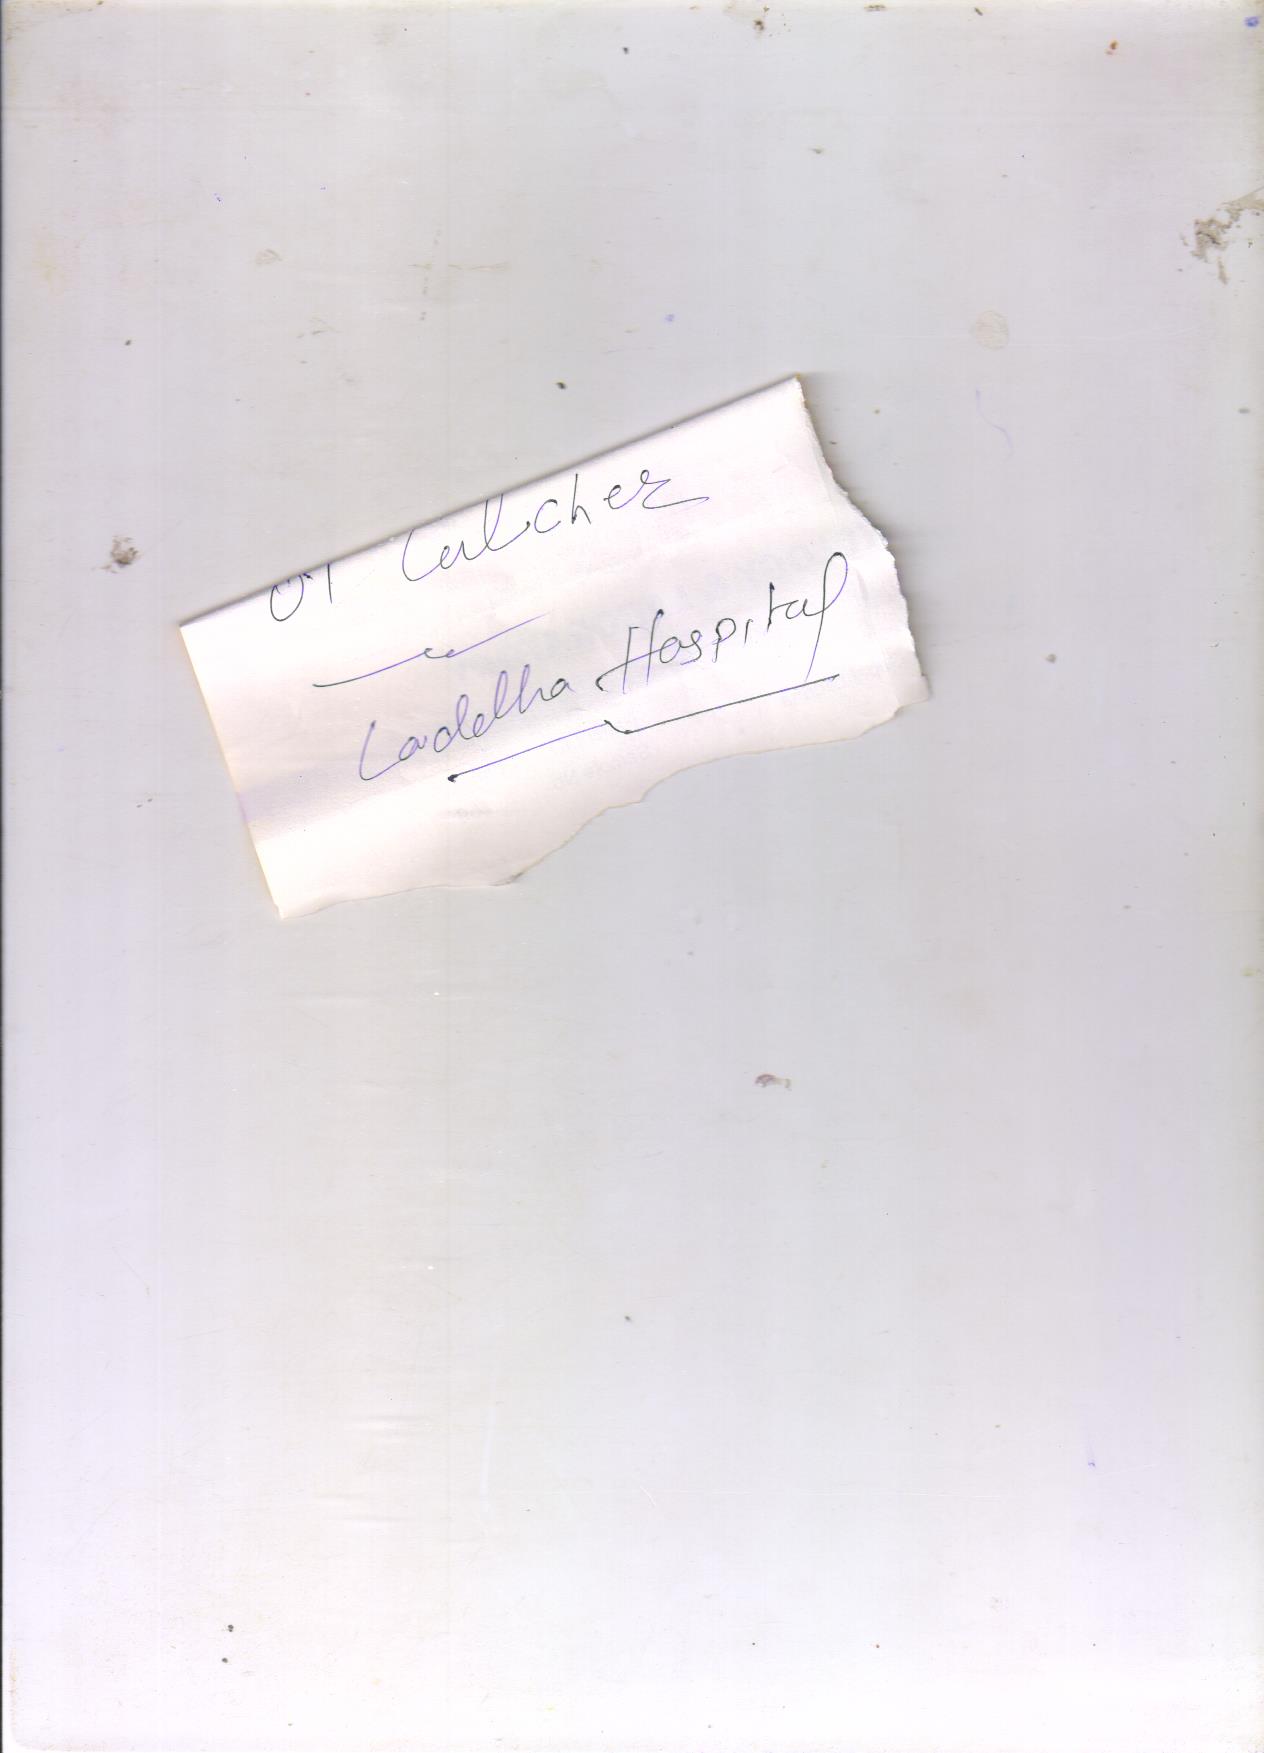 OT Culcher
Ladelha Hospital